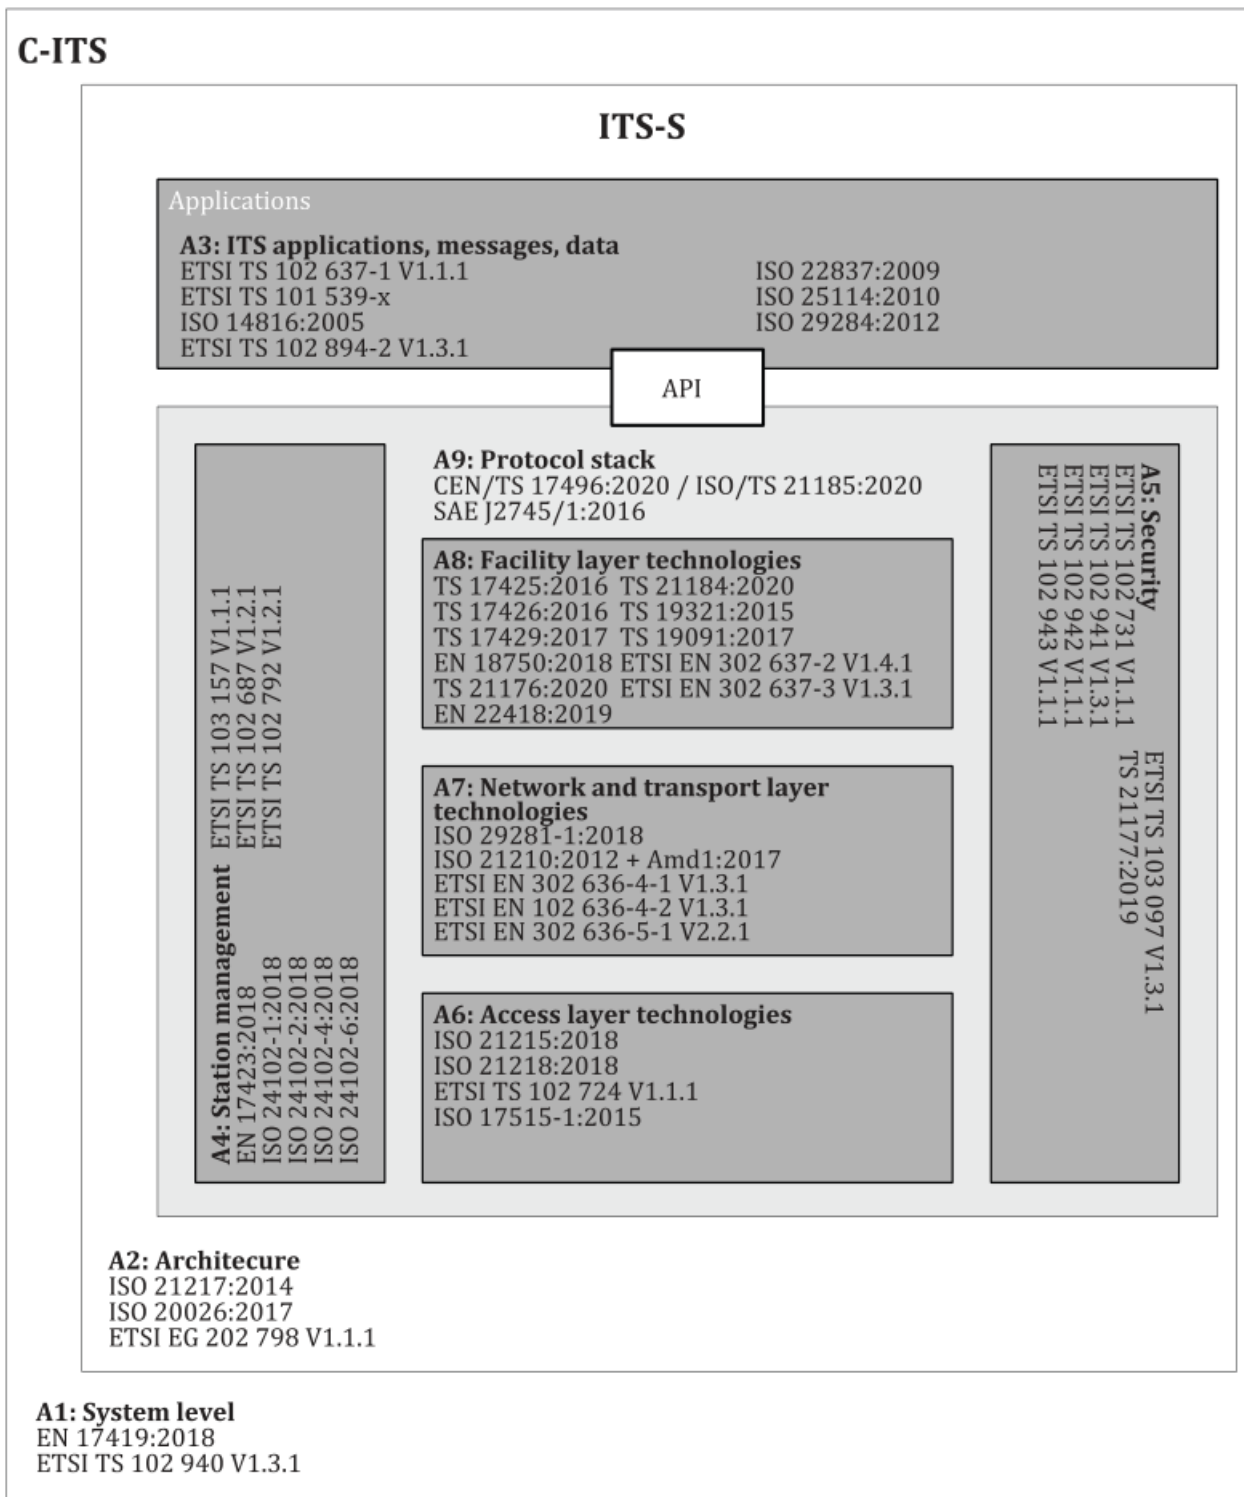 C-ITS
ITS-S
Applications
A3: ITS applications, messages, data
ETSI TS 102 637-1 V1.1.1
ETSI TS 101 539-x
ISO 14816:2005
ETSI TS 102 894-2 V1.3.1
ISO 22837:2009
ISO 25114:2010
ISO 29284:2012
API
A4: Station management
EN 17423:2018
ISO 24102-1:2018
ISO 24102-2:2018
ISO 24102-4:2018
ISO 24102-6:2018
ETSI TS 103 157 V1.1.1
ETSI TS 102 687 V1.2.1
ETSI TS 102 792 V1.2.1
A9: Protocol stack
CEN/TS 17496:2020 / ISO/TS 21185:2020
SAE J2745/1:2016
A8: Facility layer technologies
TS 17425:2016 TS 21184:2020
TS 17426:2016 TS 19321:2015
TS 17429:2017 TS 19091:2017
EN 18750:2018 ETSI EN 302 637-2 V1.4.1
TS 21176:2020 ETSI EN 302 637-3 V1.3.1
EN 22418:2019
A7: Network and transport layer
technologies
ISO 29281-1:2018
ISO 21210:2012 + Amd1:2017
ETSI EN 302 636-4-1 V1.3.1
ETSI EN 102 636-4-2 V1.3.1
ETSI EN 302 636-5-1 V2.2.1
A6: Access layer technologies
ISO 21215:2018
ISO 21218:2018
ETSI TS 102 724 V1.1.1
ISO 17515-1:2015
A5: Security
ETSI TS 102 731 V1.1.1
ETSI TS 102 941 V1.3.1
ETSI TS 102 942 V1.1.1
ETSI TS 102 943 V1.1.1
ETSI TS 103 097 V1.3.1
TS 21177:2019
A2: Architecure
ISO 21217:2014
ISO 20026:2017
ETSI EG 202 798 V1.1.1
A1: System level
EN 17419:2018
ETSI TS 102 940 V1.3.1